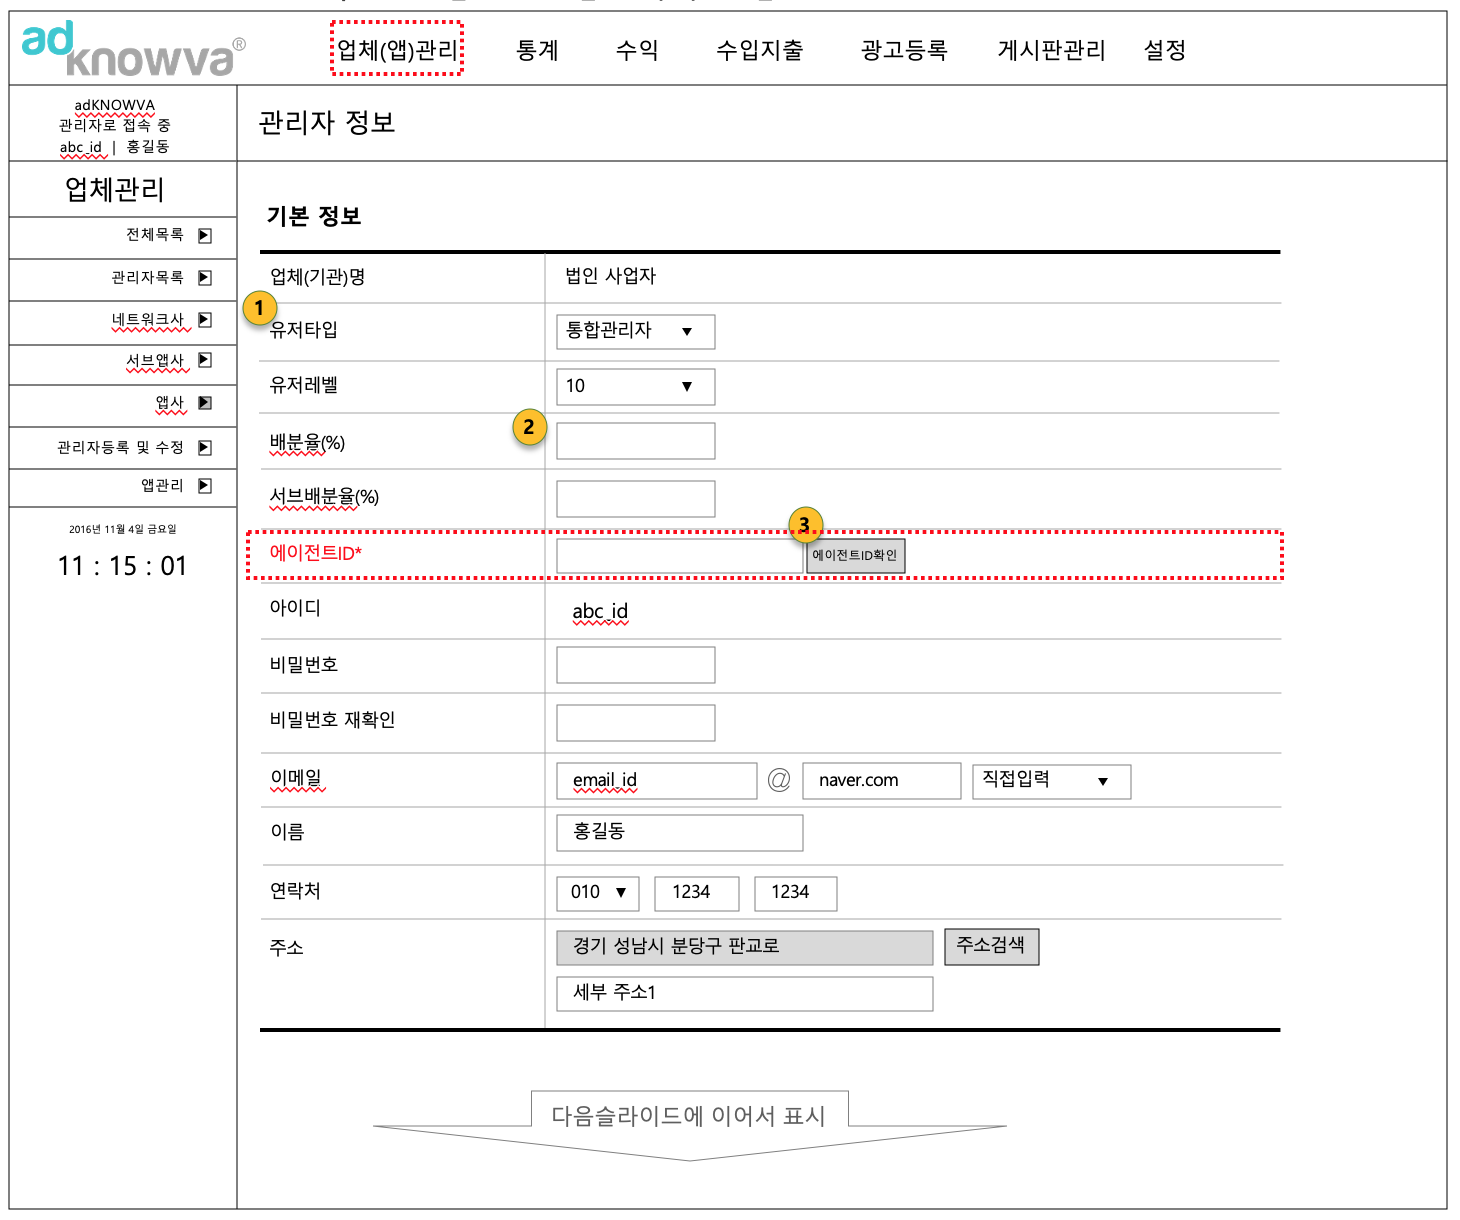 adknowva®
업체(앱)관리 통계 수익 수입지출 광고등록 게시판관리 설정
adKNOWVA
관리자로 접속 중
abc_id | 홍길동
관리자 정보
업체관리
전체목록
관리자목록
네트워크사
서브앱사
앱사
관리자등록 및 수정
앱관리
2016년 11월 4일 금요일
11 : 15 : 01
기본 정보
업체(기관)명 법인 사업자
1
유저타입 통합관리자 ▼
유저레벨 10 ▼
2
배분율(%)
서브배분율(%)
3
에이전트ID* 에이전트ID확인
아이디 abc_id
비밀번호
비밀번호 재확인
이메일 email_id @ naver.com 직접입력 ▼
이름 홍길동
연락처 010 ▼ 1234 1234
주소 경기 성남시 분당구 판교로 주소검색
세부 주소1
다음슬라이드에 이어서 표시